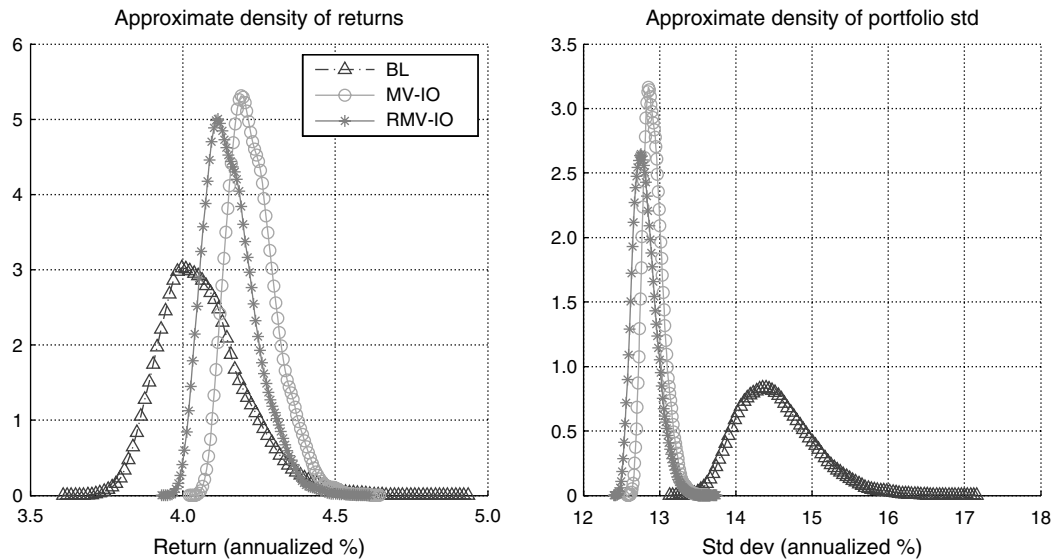 Approximate density of returns
6
5
4
3
2
1
0
3.5 4.0 4.5 5.0
Return (annualized %)
BL
MV-IO
RMV-IO
Approximate density of portfolio std
3.5
3.0
2.5
2.0
1.5
1.0
0.5
0
12 13 14 15 16 17 18
Std dev (annualized %)